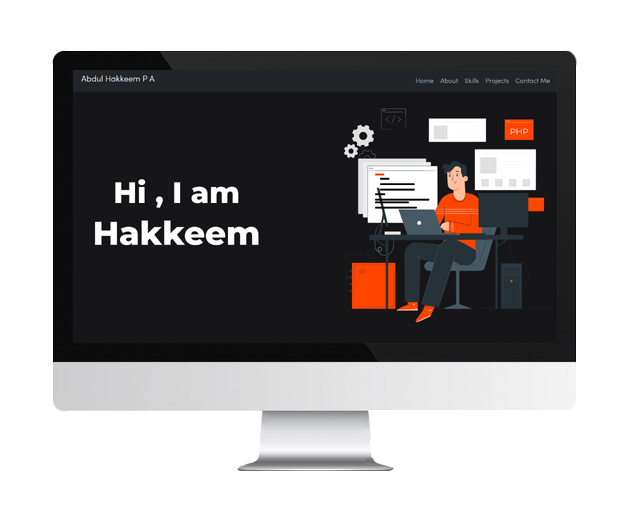 Abdul Hakkeem P A
Home About Skills Projects Contact Me
</>
PHP
Hi , I am
Hakkeem